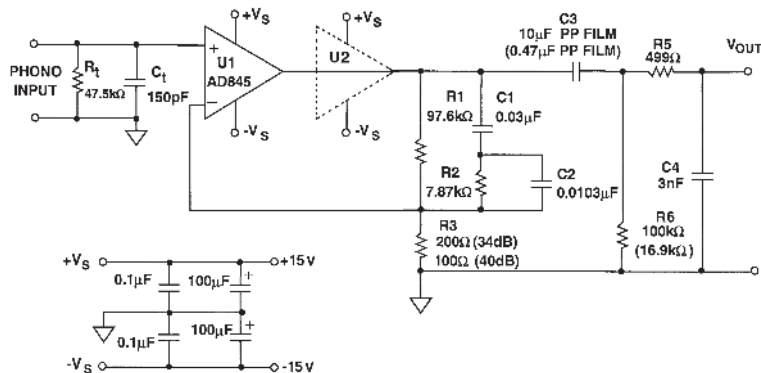 +VS
+VS
C3
10µF PP FILM
(0.47µF PP FILM)
R5
499Ω
VOUT
PHONO
INPUT
Rt
47.5kΩ
Ct
150pF
+
U1
AD845
−
U2
-VS
-VS
R1
97.6kΩ
C1
0.03µF
R2
7.87kΩ
C2
0.0103µF
C4
3nF
R3
200Ω (34dB)
100Ω (40dB)
R6
100kΩ
(16.9kΩ)
+VS
+15V
0.1µF
100µF
+
0.1µF
100µF
+
-VS
-15V